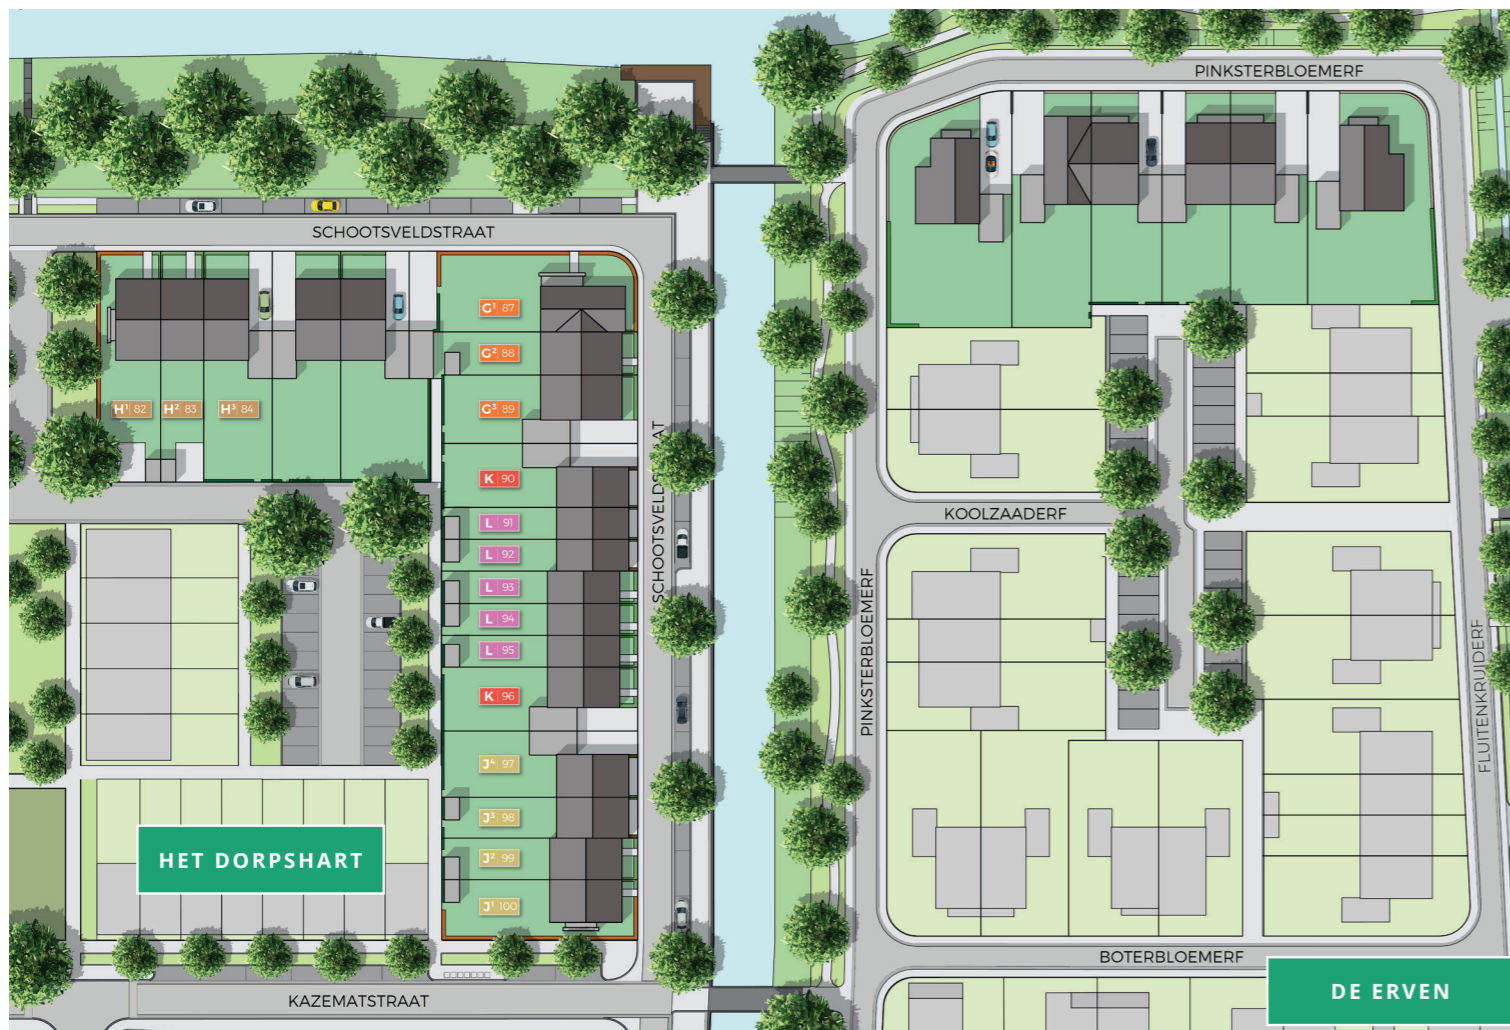 PINKSTERBLOEMERF
SCHOOTSVELDSTRAAT
G¹ 87
G² 88
H¹ 82
H² 83
H³ 84
G³ 89
K 90
L 91
L 92
L 93
L 94
L 95
K 96
J⁴ 97
J³ 98
J² 99
J¹ 100
SCHOOTSVELDSTRAAT
KOOLZAADERF
PINKSTERBLOEMERF
FLUITENKRUIDERF
HET DORPSHART
BOTERBLOEMERF
KAZEMATSTRAAT
DE ERVEN